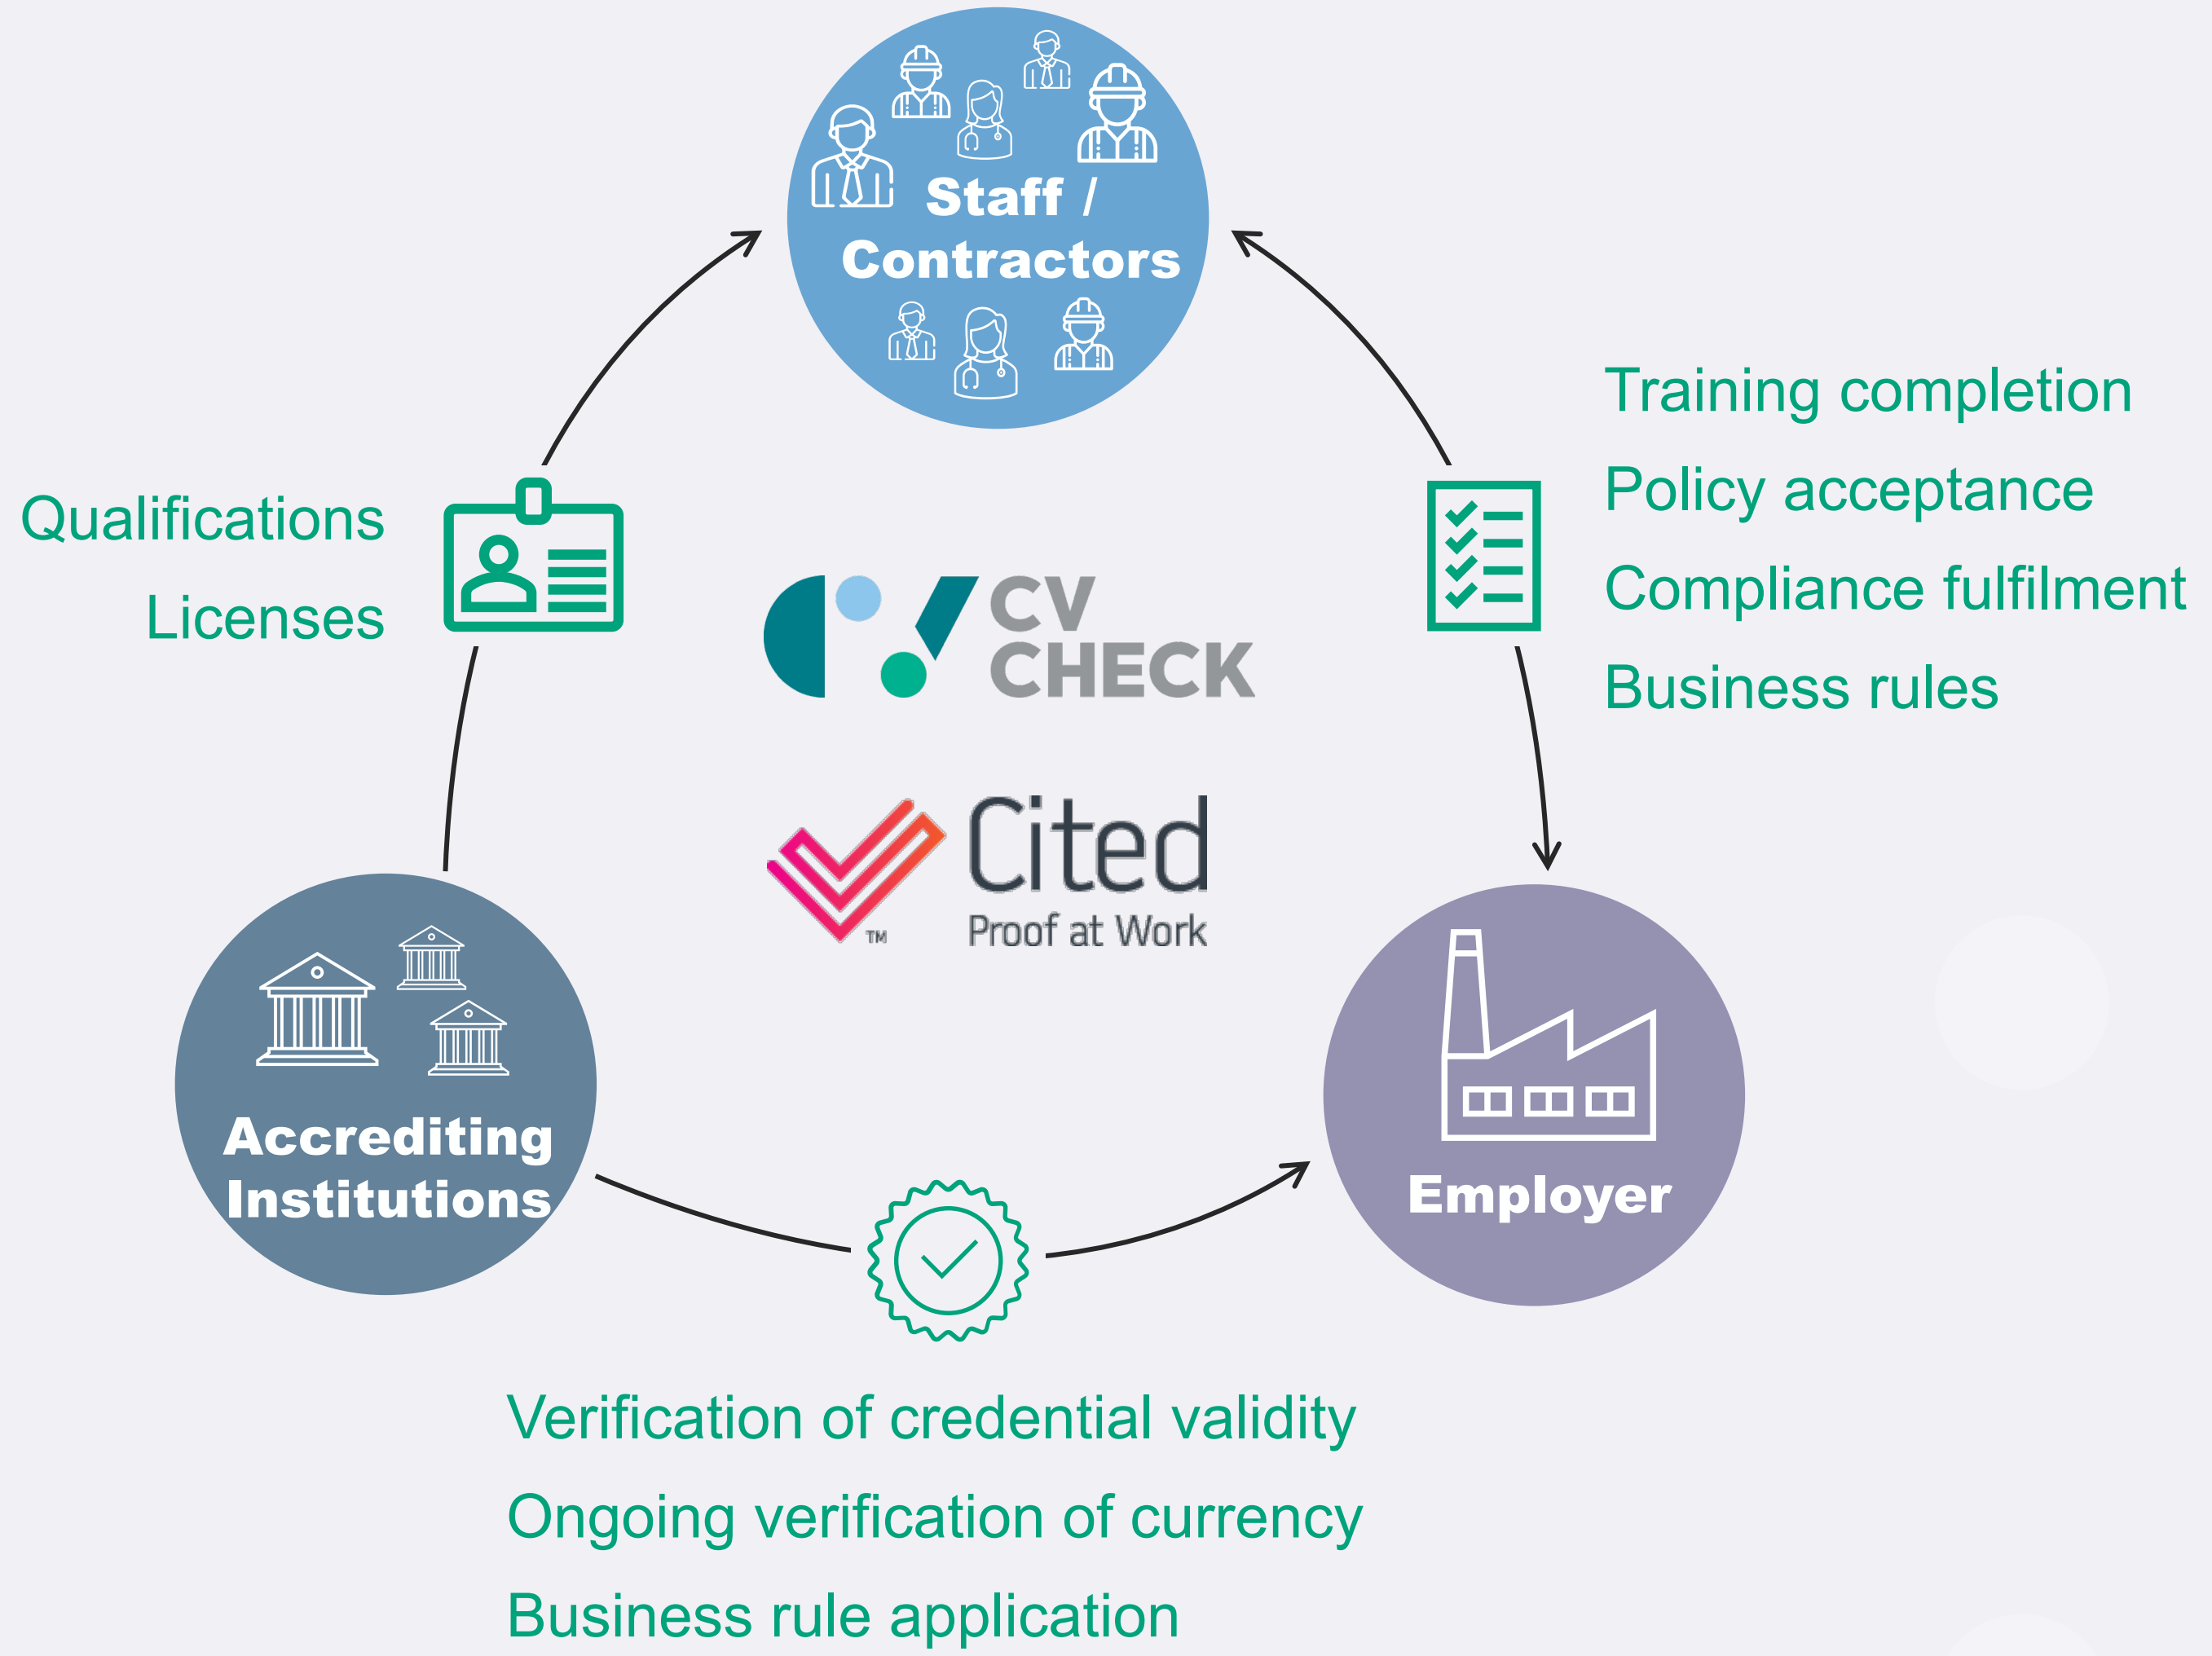 Staff /
Contractors
Qualifications
Licenses
Training completion
Policy acceptance
Compliance fulfilment
Business rules
CV
CHECK
Cited
Proof at Work
TM
Accrediting
Institutions
Employer
Verification of credential validity
Ongoing verification of currency
Business rule application